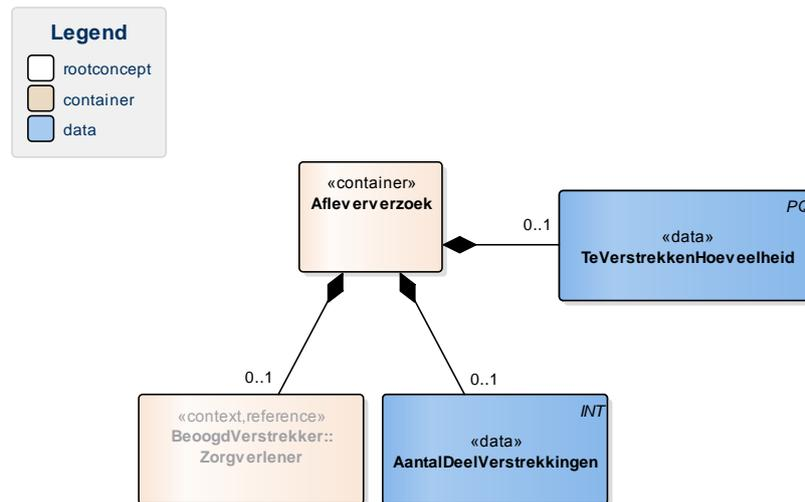 Legend
rootconcept
container
data
«container»
Afleververzoek
0..1
PQ
«data»
TeVerstrekkenHoeveelheid
0..1
0..1
«context,reference»
BeoogdVerstrekker::
Zorgverlener
INT
«data»
AantalDeelVerstrekkingen